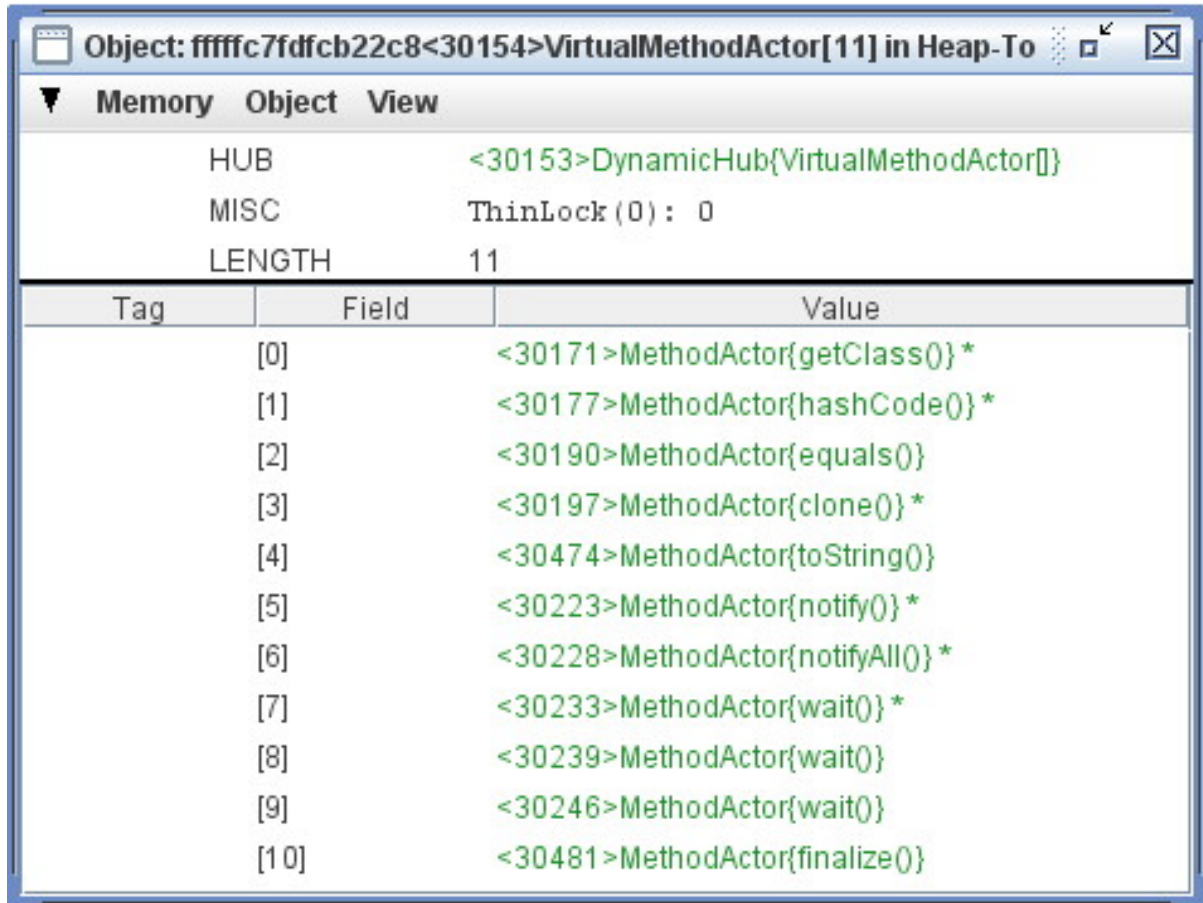 Object: fffffc7fdfcb22c8<30154>VirtualMethodActor[11] in Heap-To
Memory Object View
HUB <30153>DynamicHub{VirtualMethodActor[]}
MISC ThinLock(0): 0
LENGTH 11
Tag Field Value
[0] <30171>MethodActor{getClass()} *
[1] <30177>MethodActor{hashCode()} *
[2] <30190>MethodActor{equals()}
[3] <30197>MethodActor{clone()} *
[4] <30474>MethodActor{toString()}
[5] <30223>MethodActor{notify()} *
[6] <30228>MethodActor{notifyAll()} *
[7] <30233>MethodActor{wait()} *
[8] <30239>MethodActor{wait()}
[9] <30246>MethodActor{wait()}
[10] <30481>MethodActor{finalize()}